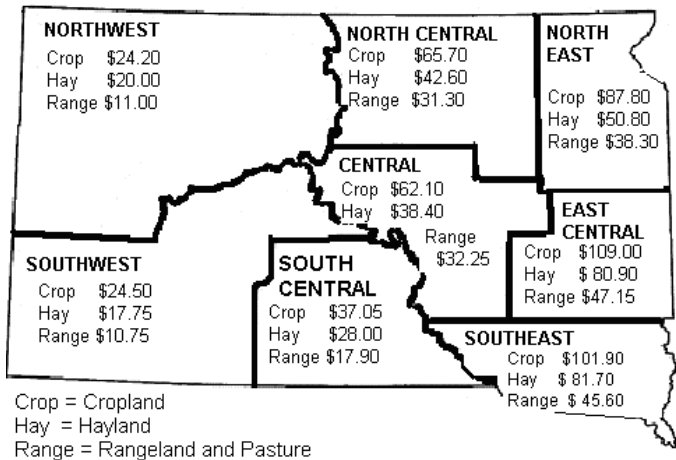 NORTHWEST
Crop $24.20
Hay $20.00
Range $11.00
NORTH CENTRAL
Crop $65.70
Hay $42.60
Range $31.30
NORTH
EAST
Crop $87.80
Hay $50.80
Range $38.30
CENTRAL
Crop $62.10
Hay $38.40
Range
$32.25
EAST
CENTRAL
Crop $109.00
Hay $ 80.90
Range $47.15
SOUTHWEST
Crop $24.50
Hay $17.75
Range $10.75
SOUTH
CENTRAL
Crop $37.05
Hay $28.00
Range $17.90
SOUTHEAST
Crop $101.90
Hay $ 81.70
Range $ 45.60
Crop = Cropland
Hay = Hayland
Range = Rangeland and Pasture